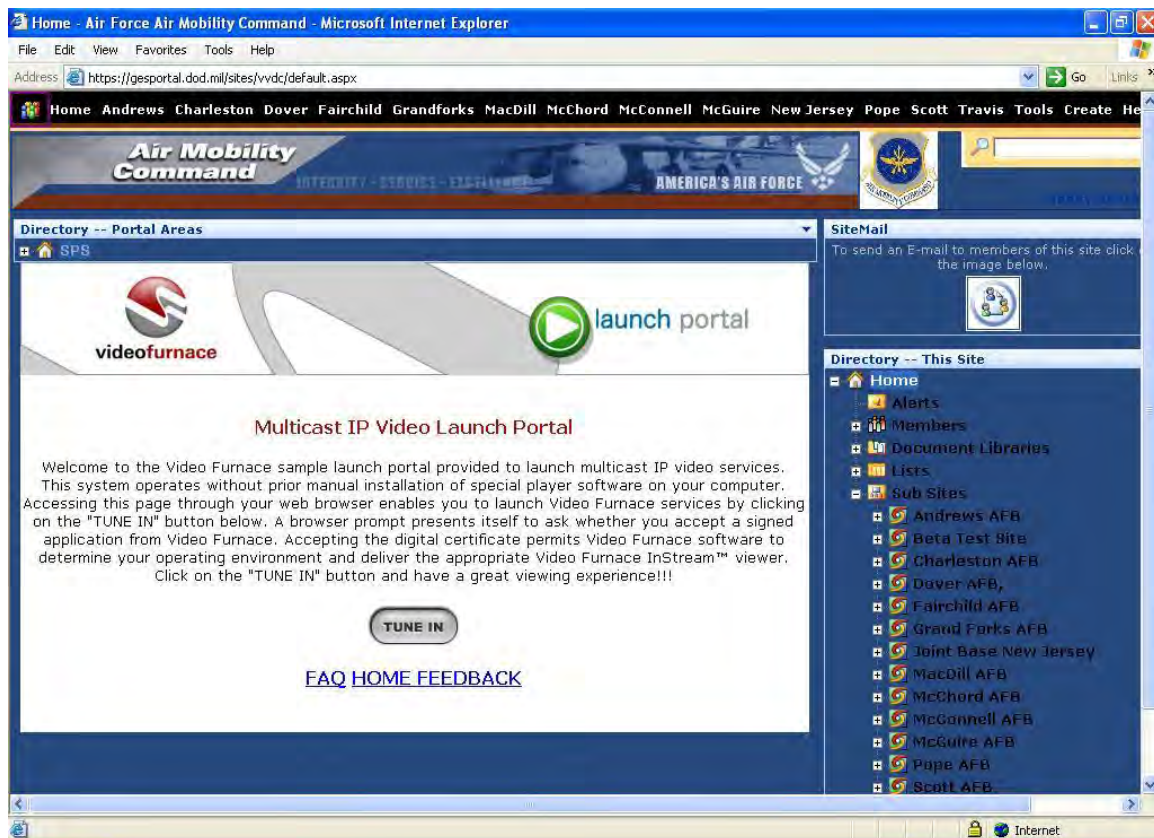 Home - Air Force Air Mobility Command - Microsoft Internet Explorer
File Edit View Favorites Tools Help
Address https://gesportal.dod.mil/sites/vvdc/default.aspx Go Links
Home Andrews Charleston Dover Fairchild Grandforks MacDill McChord McConnell McGuire New Jersey Pope Scott Travis Tools Create He
Air Mobility
Command
INTEGRITY - SERVICE - EXCELLENCE
AMERICA'S AIR FORCE
AIR MOBILITY COMMAND
Directory -- Portal Areas
SPS
videofurnace
launch portal
Multicast IP Video Launch Portal
Welcome to the Video Furnace sample launch portal provided to launch multicast IP video services.
This system operates without prior manual installation of special player software on your computer.
Accessing this page through your web browser enables you to launch Video Furnace services by clicking
on the "TUNE IN" button below. A browser prompt presents itself to ask whether you accept a signed
application from Video Furnace. Accepting the digital certificate permits Video Furnace software to
determine your operating environment and deliver the appropriate Video Furnace InStream™ viewer.
Click on the "TUNE IN" button and have a great viewing experience!!!
TUNE IN
FAQ HOME FEEDBACK
SiteMail
To send an E-mail to members of this site click
the image below.
Directory -- This Site
Home
Alerts
Members
Document Libraries
Lists
Sub Sites
Andrews AFB
Beta Test Site
Charleston AFB
Dover AFB,
Fairchild AFB
Grand Forks AFB
Joint Base New Jersey
MacDill AFB
McChord AFB
McConnell AFB
McGuire AFB
Pope AFB
Scott AFB,
Internet